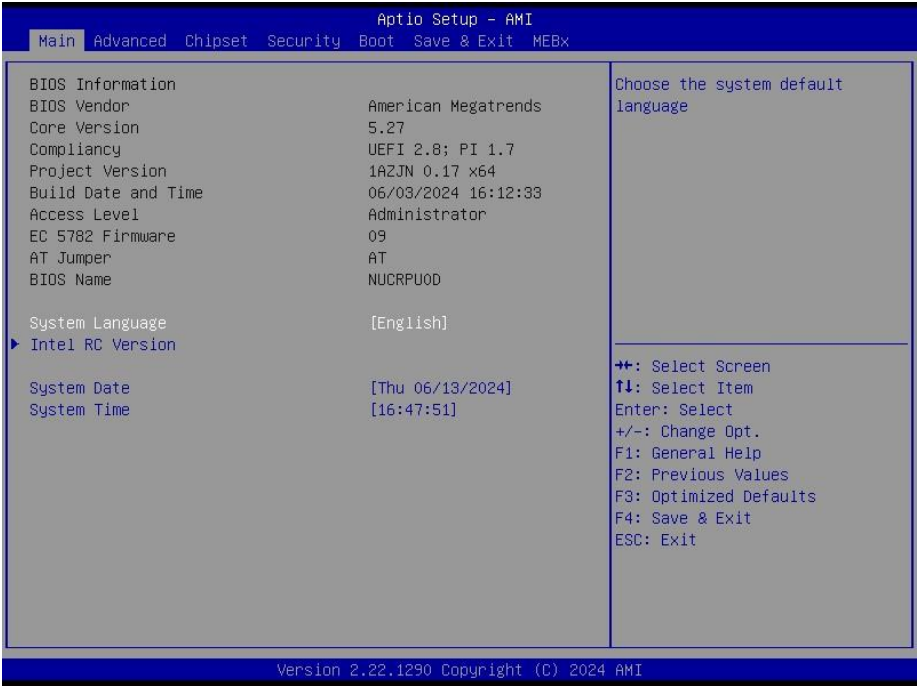 Aptio Setup – AMI
Main Advanced Chipset Security Boot Save & Exit MEBx
BIOS Information
BIOS Vendor American Megatrends
Core Version 5.27
Compliancy UEFI 2.8; PI 1.7
Project Version 1AZJN 0.17 x64
Build Date and Time 06/03/2024 16:12:33
Access Level Administrator
EC 5782 Firmware 09
AT Jumper AT
BIOS Name NUCRPU0D
System Language [English]
Intel RC Version
System Date [Thu 06/13/2024]
System Time [16:47:51]
Choose the system default
language
→←: Select Screen
↑↓: Select Item
Enter: Select
+/-: Change Opt.
F1: General Help
F2: Previous Values
F3: Optimized Defaults
F4: Save & Exit
ESC: Exit
Version 2.22.1290 Copyright (C) 2024 AMI